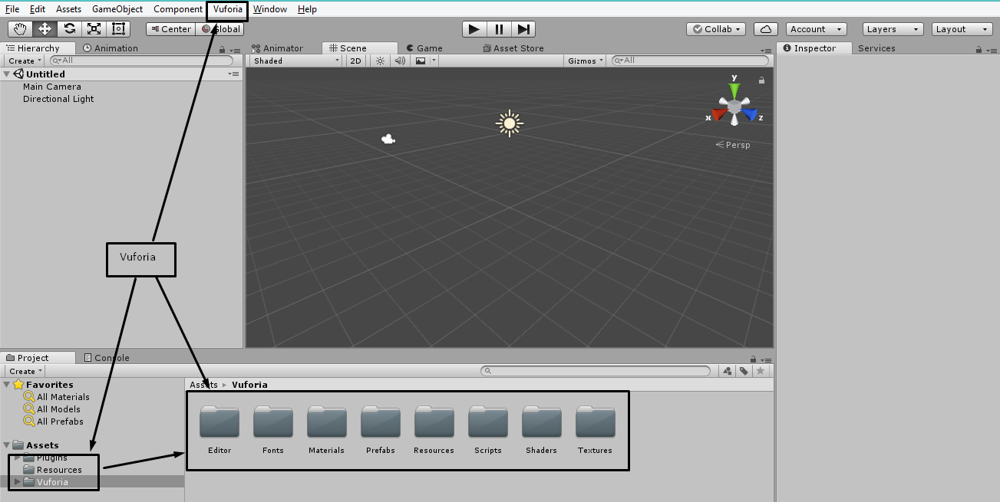 File Edit Assets GameObject Component Vuforia Window Help
Center Global Collab Account Layers Layout
Hierarchy Animation Animator Scene Game Asset Store Inspector Services
Create All Shaded 2D Gizmos All
Untitled
Main Camera
Directional Light
y
x z
Persp
Vuforia
Project Console
Create
Favorites Assets Vuforia
All Materials
All Models
All Prefabs
Editor Fonts Materials Prefabs Resources Scripts Shaders Textures
Assets
Plugins
Resources
Vuforia